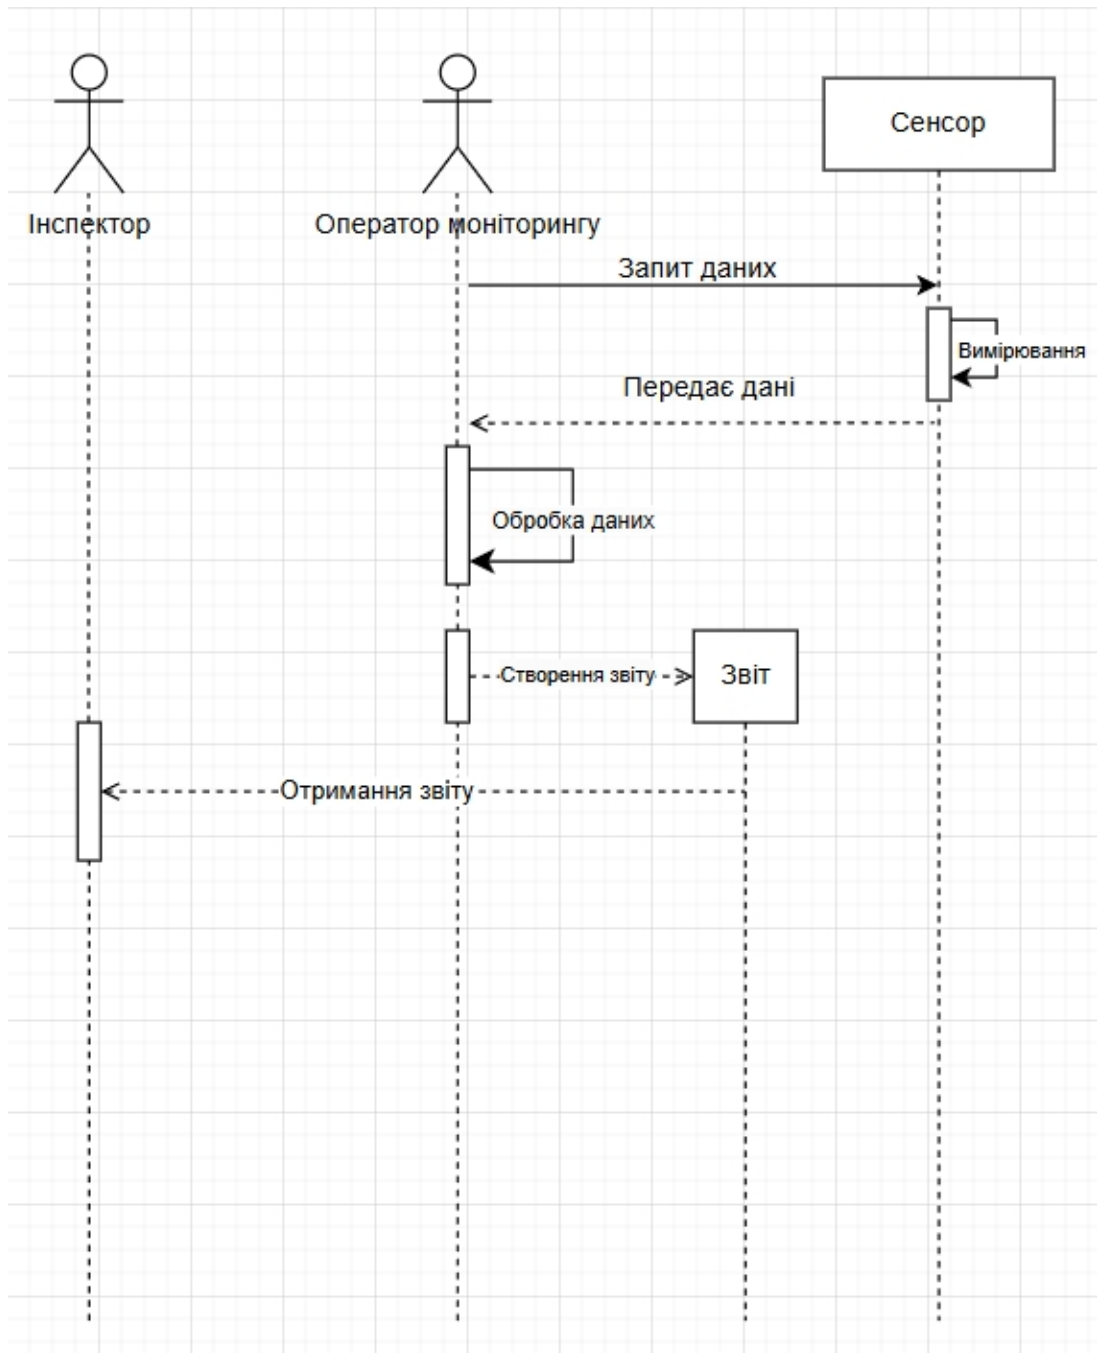 Сенсор
Інспектор
Оператор моніторингу
Запит даних
Вимірювання
Передає дані
Обробка даних
Створення звіту
Звіт
Отримання звіту